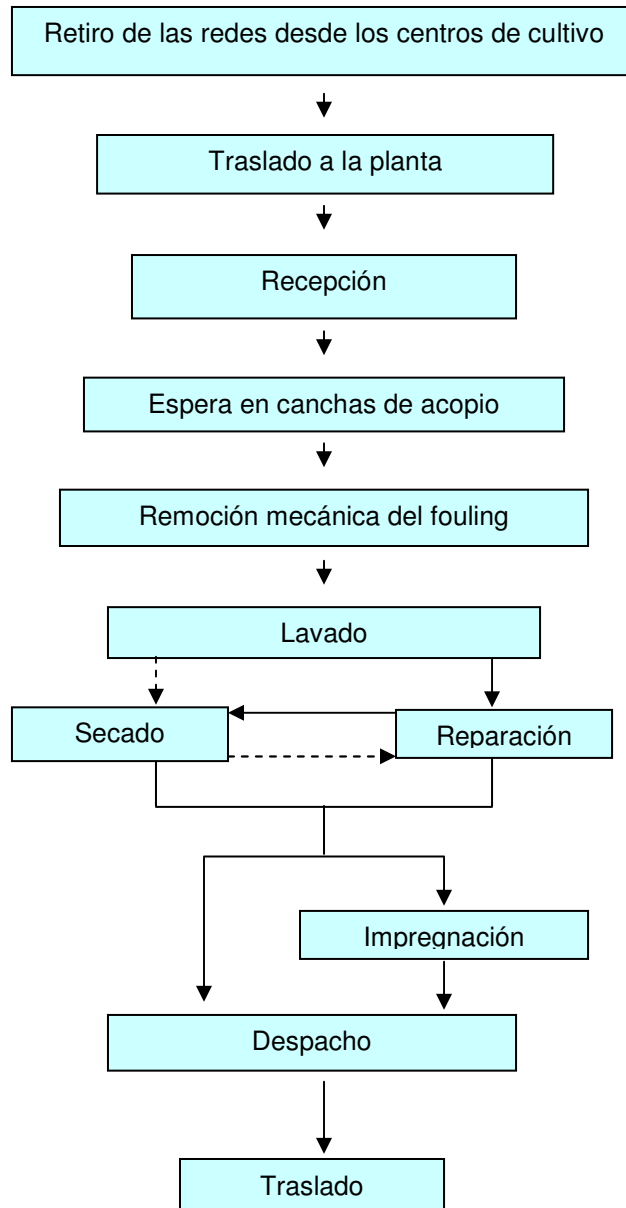 Retiro de las redes desde los centros de cultivo
Traslado a la planta
Recepción
Espera en canchas de acopio
Remoción mecánica del fouling
Lavado
Secado
Reparación
Impregnación
Despacho
Traslado